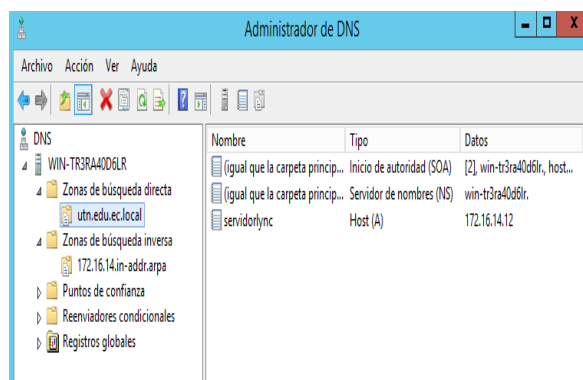 Administrador de DNS
Archivo Acción Ver Ayuda
DNS
WIN-TR3RA40D6LR
Zonas de búsqueda directa
utn.edu.ec.local
Zonas de búsqueda inversa
172.16.14.in-addr.arpa
Puntos de confianza
Reenviadores condicionales
Registros globales
Nombre Tipo Datos
(igual que la carpeta princip... Inicio de autoridad (SOA) [2], win-tr3ra40d6lr., host...
(igual que la carpeta princip... Servidor de nombres (NS) win-tr3ra40d6lr.
servidorlync Host (A) 172.16.14.12